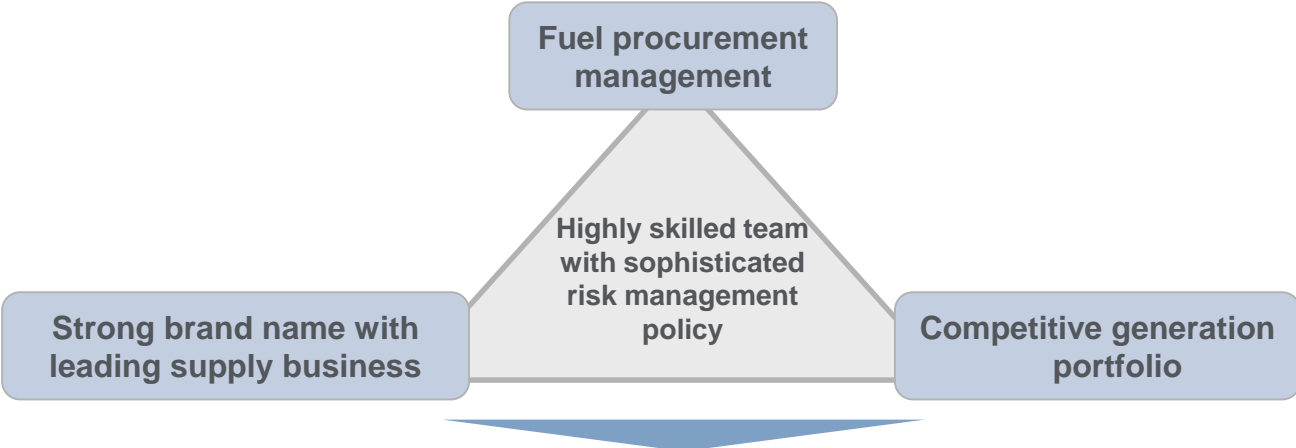 Fuel procurement
management
Highly skilled team
with sophisticated
risk management
policy
Strong brand name with
leading supply business
Competitive generation
portfolio